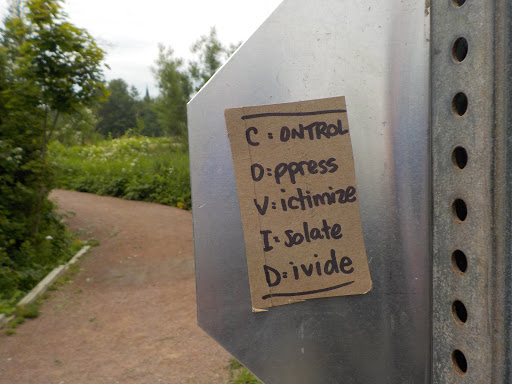 C = ONTROL
O = ppress
V = ictimize
I = solate
D = ivide